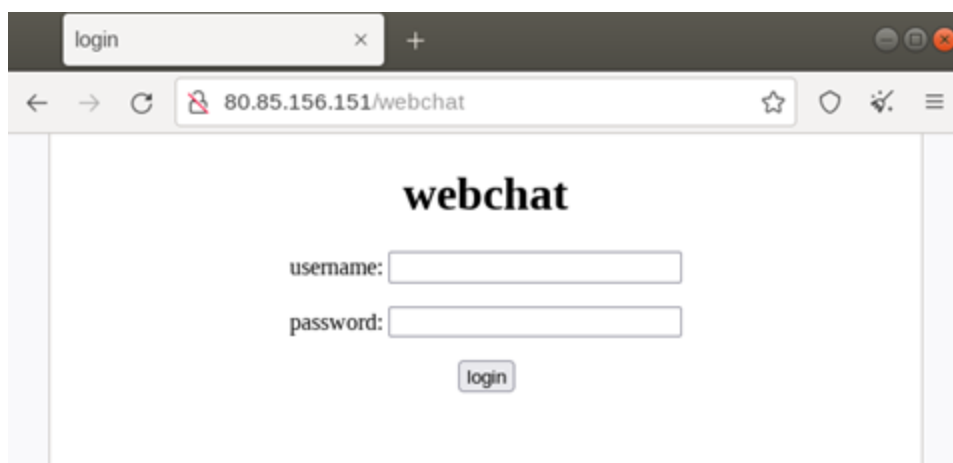 login
80.85.156.151/webchat
webchat
username:
password:
login